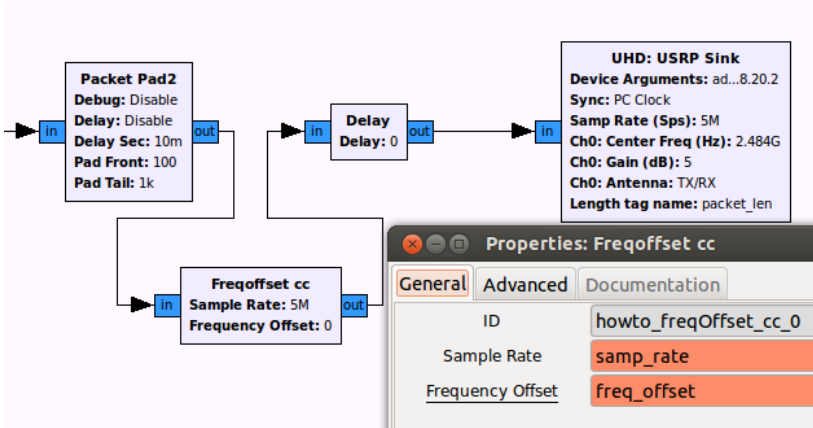 Packet Pad2
Debug: Disable
Delay: Disable
Delay Sec: 10m
Pad Front: 100
Pad Tail: 1k
in
out
Delay
Delay: 0
in
out
UHD: USRP Sink
Device Arguments: ad...8.20.2
Sync: PC Clock
Samp Rate (Sps): 5M
Ch0: Center Freq (Hz): 2.484G
Ch0: Gain (dB): 5
Ch0: Antenna: TX/RX
Length tag name: packet_len
in
Freqoffset cc
Sample Rate: 5M
Frequency Offset: 0
in
out
Properties: Freqoffset cc
General Advanced Documentation
ID howto_freqOffset_cc_0
Sample Rate samp_rate
Frequency Offset freq_offset